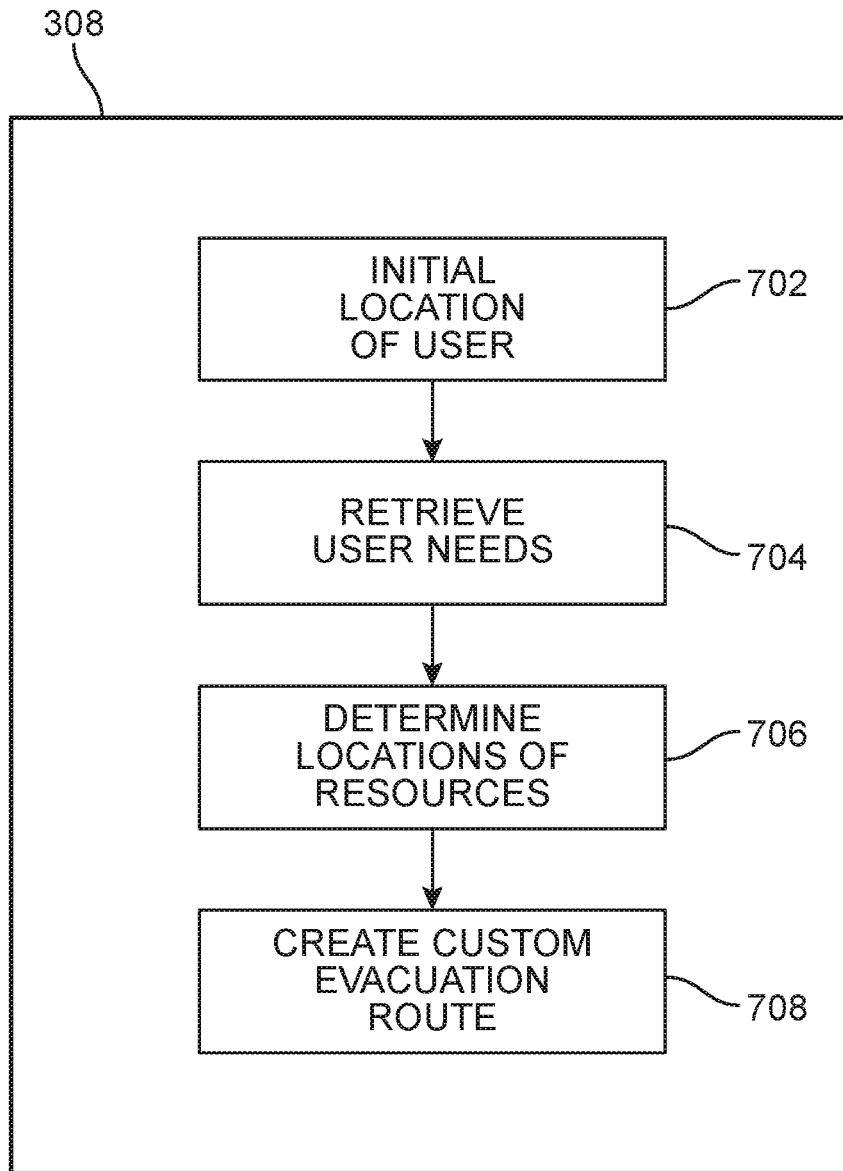 308
INITIAL
LOCATION
OF USER
702
RETRIEVE
USER NEEDS
704
DETERMINE
LOCATIONS OF
RESOURCES
706
CREATE CUSTOM
EVACUATION
ROUTE
708